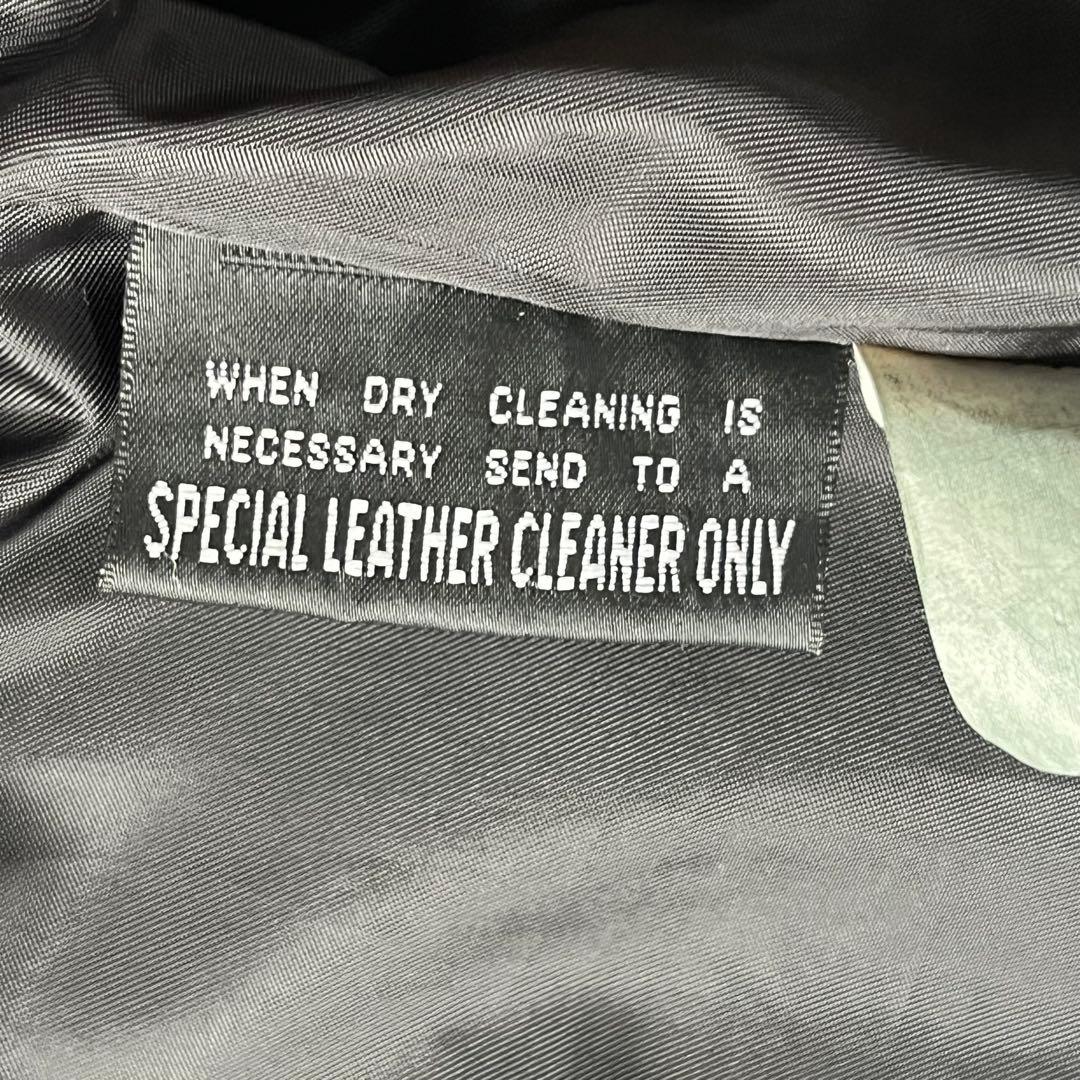 WHEN DRY CLEANING IS
NECESSARY SEND TO A
SPECIAL LEATHER CLEANER ONLY